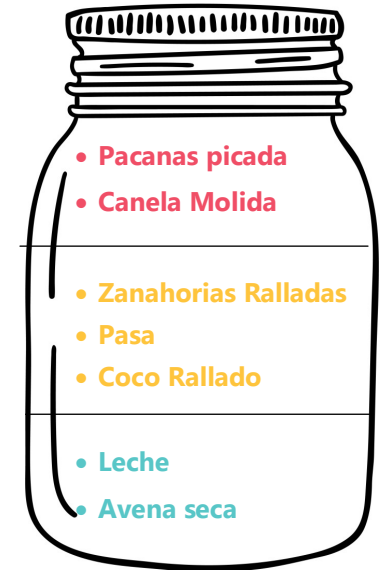 • Pacanas picada
• Canela Molida
• Zanahorias Ralladas
• Pasa
• Coco Rallado
• Leche
• Avena seca